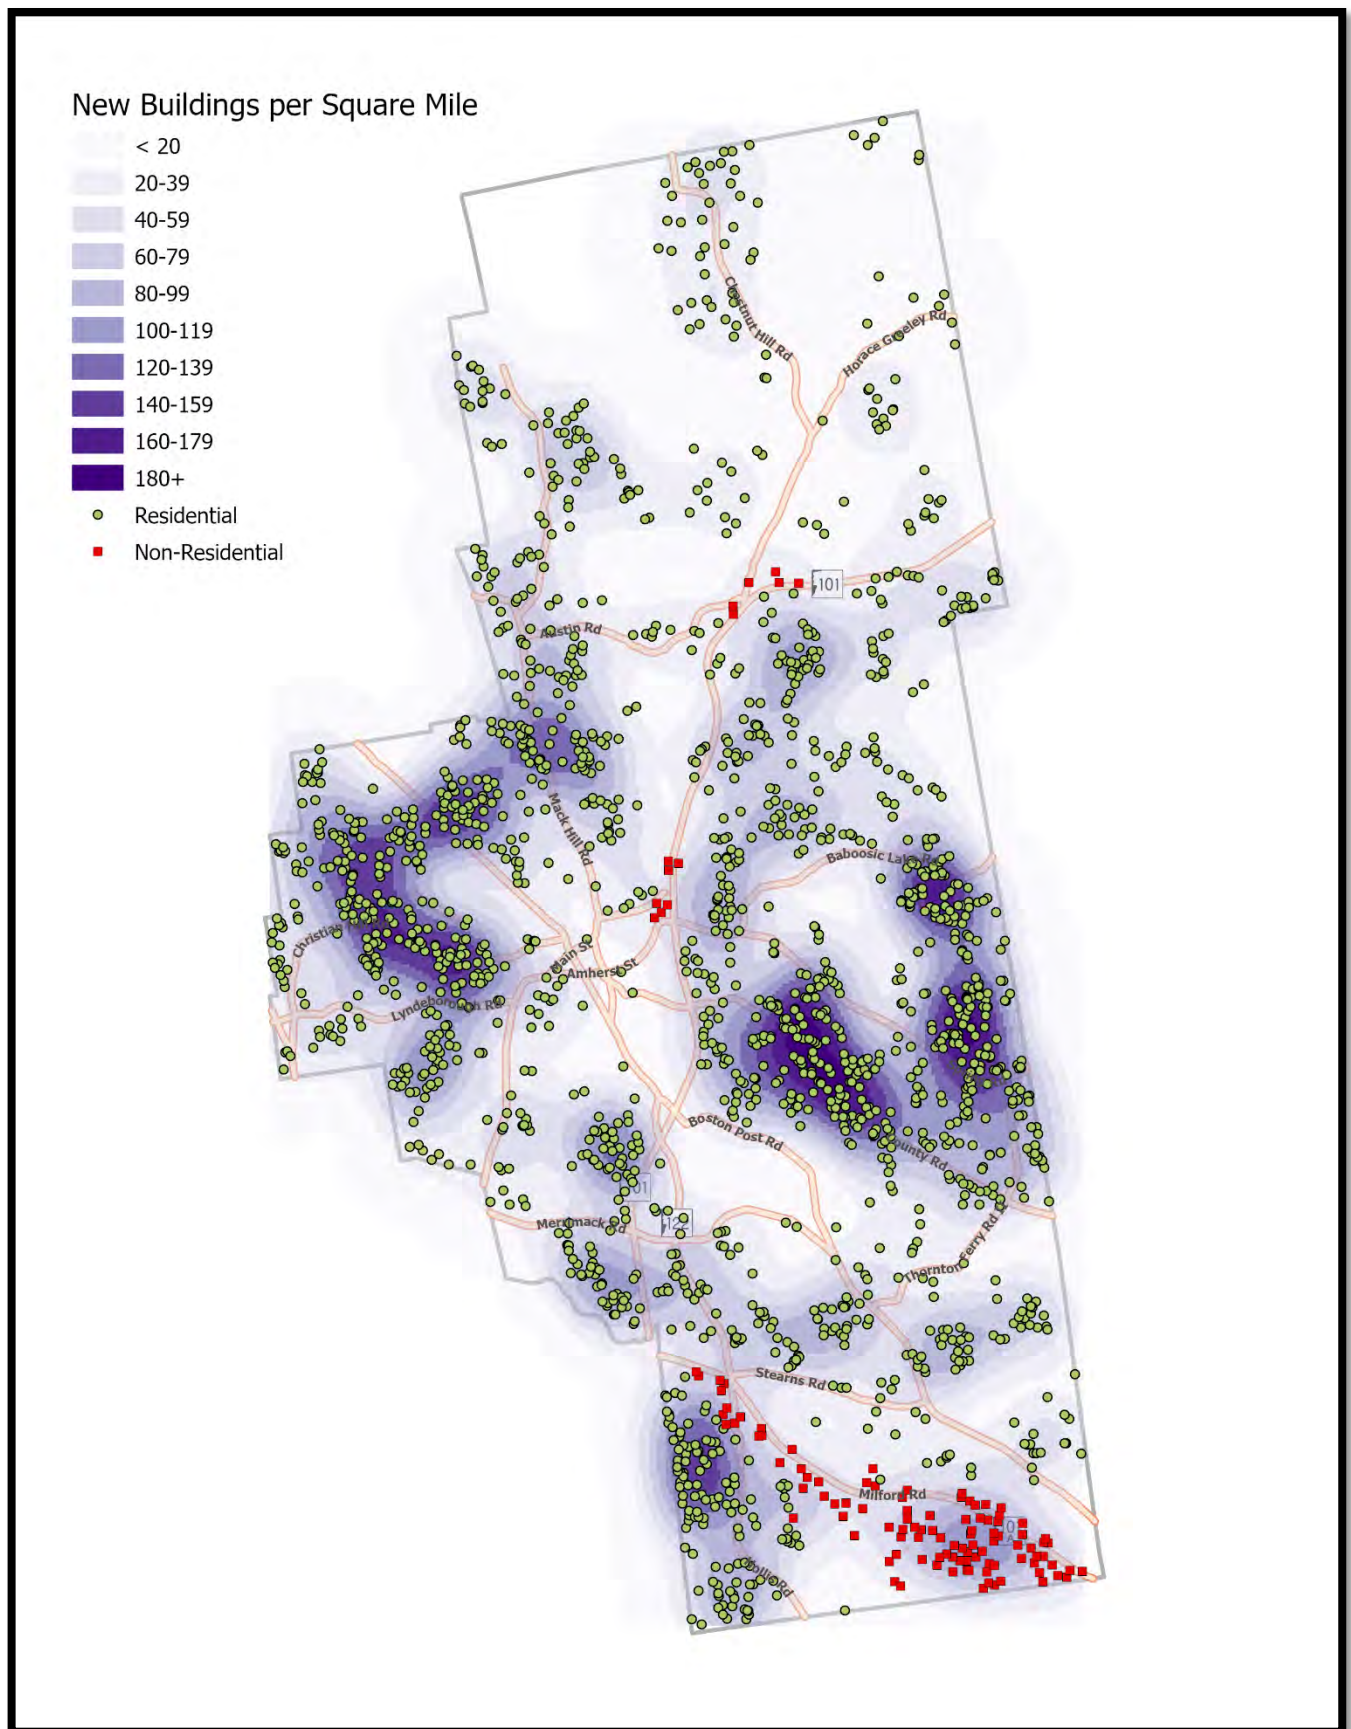 New Buildings per Square Mile
< 20
20-39
40-59
60-79
80-99
100-119
120-139
140-159
160-179
180+
Residential
Non-Residential
Chestnut Hill Rd
Horace Greeley Rd
101
Austin Rd
Mack Hill Rd
Baboosic Lake Rd
Christian
Main St
Amherst St
Lyndeborough Rd
Boston Post Rd
County Rd
Merrimack Rd
122
Thornton Ferry Rd
Stearns Rd
Milford Rd